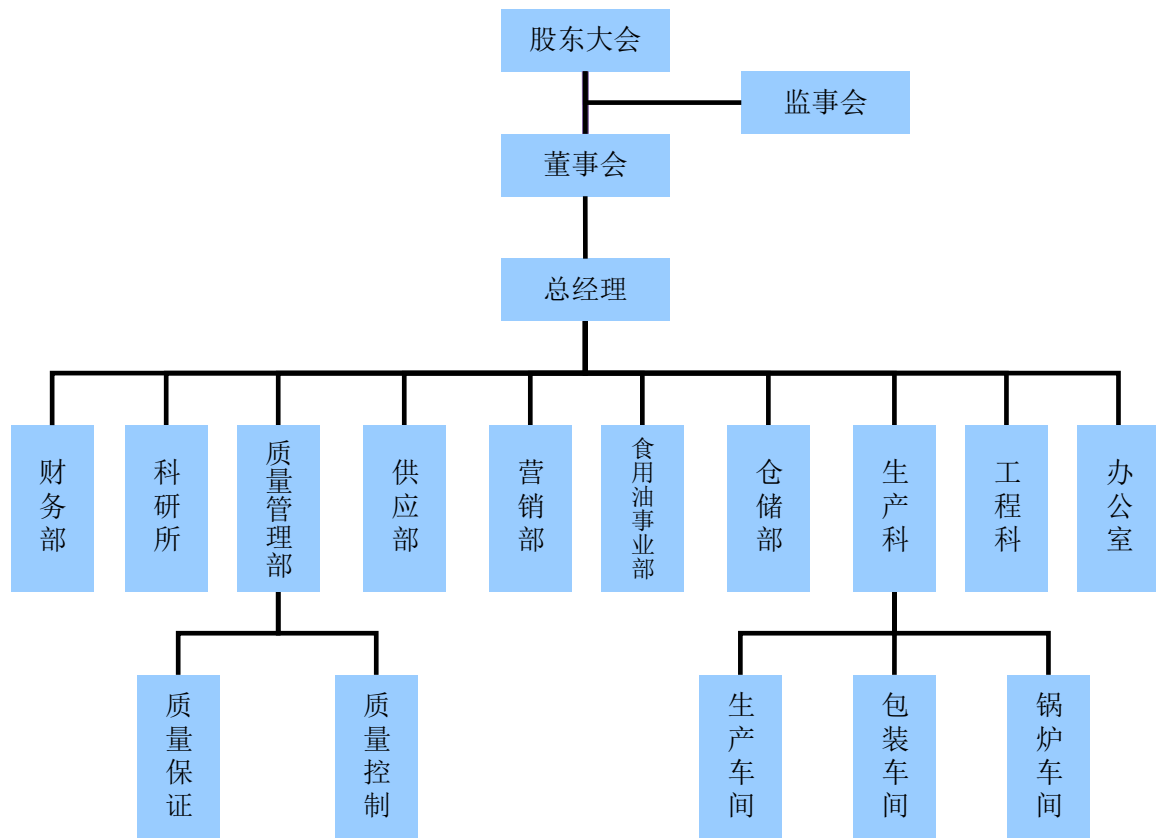 股东大会
监事会
董事会
总经理
财务部
科研所
质量管理部
供应部
营销部
食用油事业部
仓储部
生产科
工程科
办公室
质量保证
质量控制
生产车间
包装车间
锅炉车间